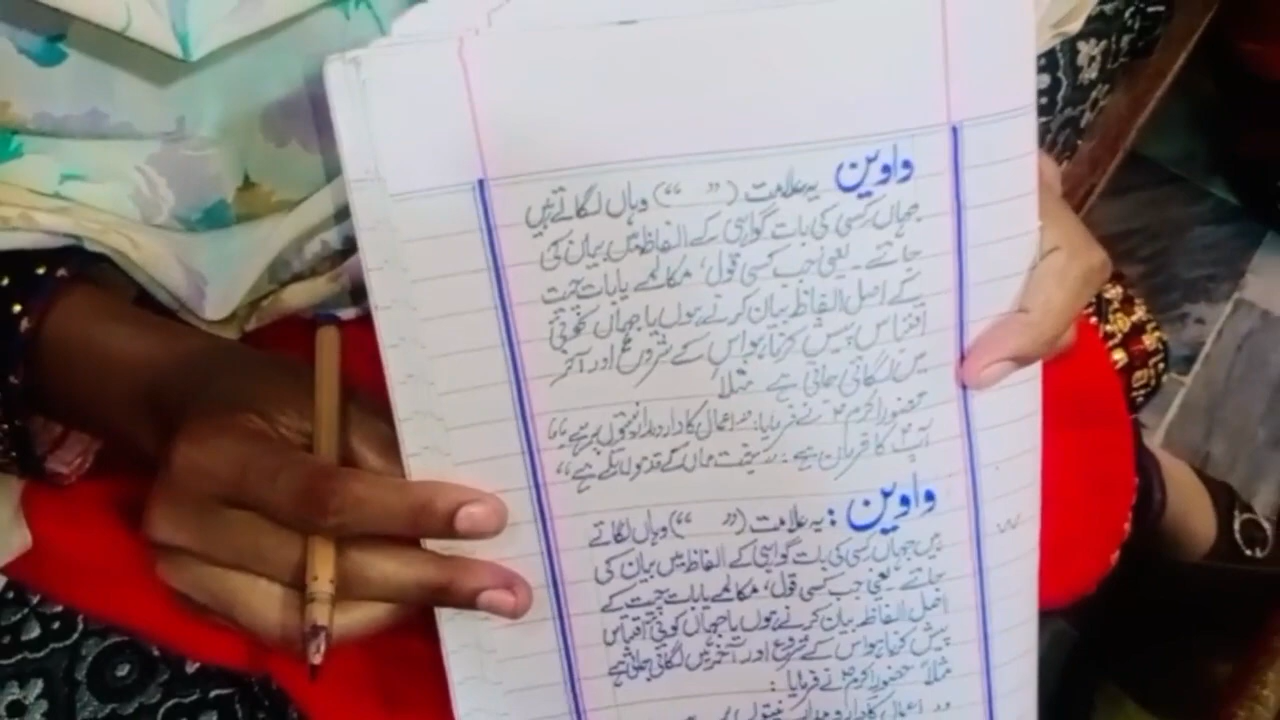 واوین یہ علامت (" ") وہاں لگاتے ہیں
جہاں کسی کی بات گواہی کے الفاظ میں بیان کی
جاتے ۔ یعنی جب کسی قول، مکالمے یا بات چیت
کے اصل الفاظ بیان کرنے ہوں یا جہاں کوئی
اقتباس پیش کرنا ہو اس کے شروع اور آخر
میں لگائی جاتی ہے مثلاً
حضور اکرمؐ نے فرمایا: "اعمال کا دارومدار نیتوں پر ہے"
آپؐ کا فرمان ہے: "جنت ماں کے قدموں تلے ہے"
واوین : یہ علامت (" ") وہاں لگاتے
ہیں جہاں کسی کی بات گواہی کے الفاظ میں بیان کی
جاتے یعنی جب کسی قول، مکالمے یا بات چیت کے
اصل الفاظ بیان کرنے ہوں یا جہاں کوئی اقتباس
پیش کرنا ہو اس کے شروع اور آخر میں لگائی جاتی ہے
مثلاً حضور اکرمؐ نے فرمایا :